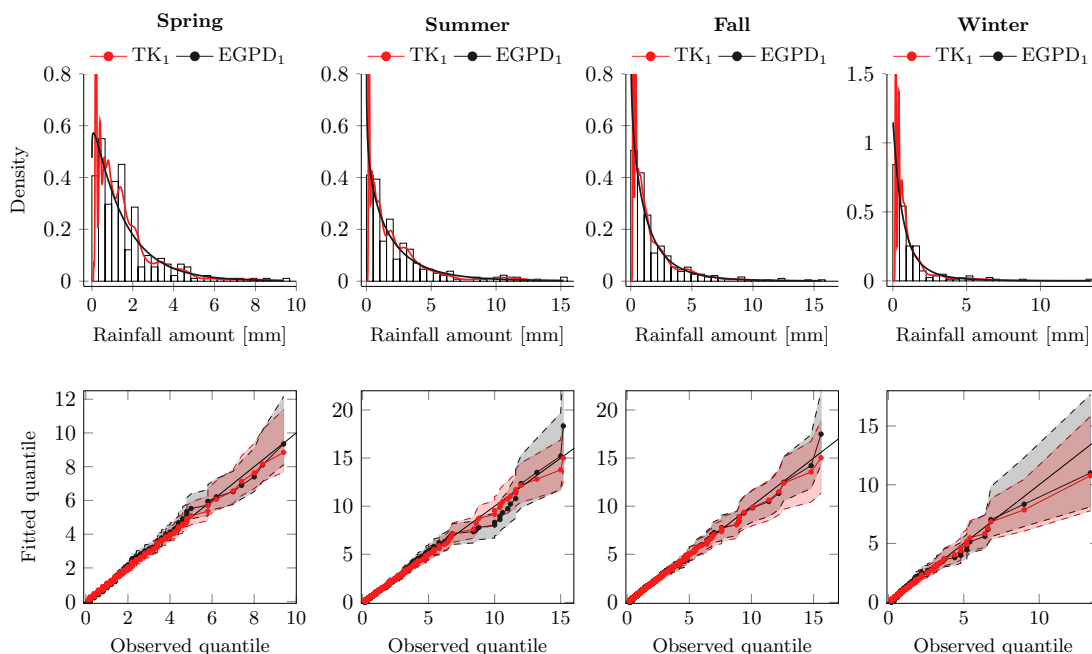 Spring Summer Fall Winter
TK1 EGPD1 TK1 EGPD1 TK1 EGPD1 TK1 EGPD1
Density
0.8 0.8 0.8 1.5
0.6 0.6 0.6
1
0.4 0.4 0.4
0.5
0.2 0.2 0.2
0 0 0 0
0 2 4 6 8 10 0 5 10 15 0 5 10 15 0 5 10
Rainfall amount [mm] Rainfall amount [mm] Rainfall amount [mm] Rainfall amount [mm]
Fitted quantile
12
10
8
6
4
2
0
20
15
10
5
0
20
15
10
5
0
15
10
5
0
0 2 4 6 8 10 0 5 10 15 0 5 10 15 0 5 10
Observed quantile Observed quantile Observed quantile Observed quantile